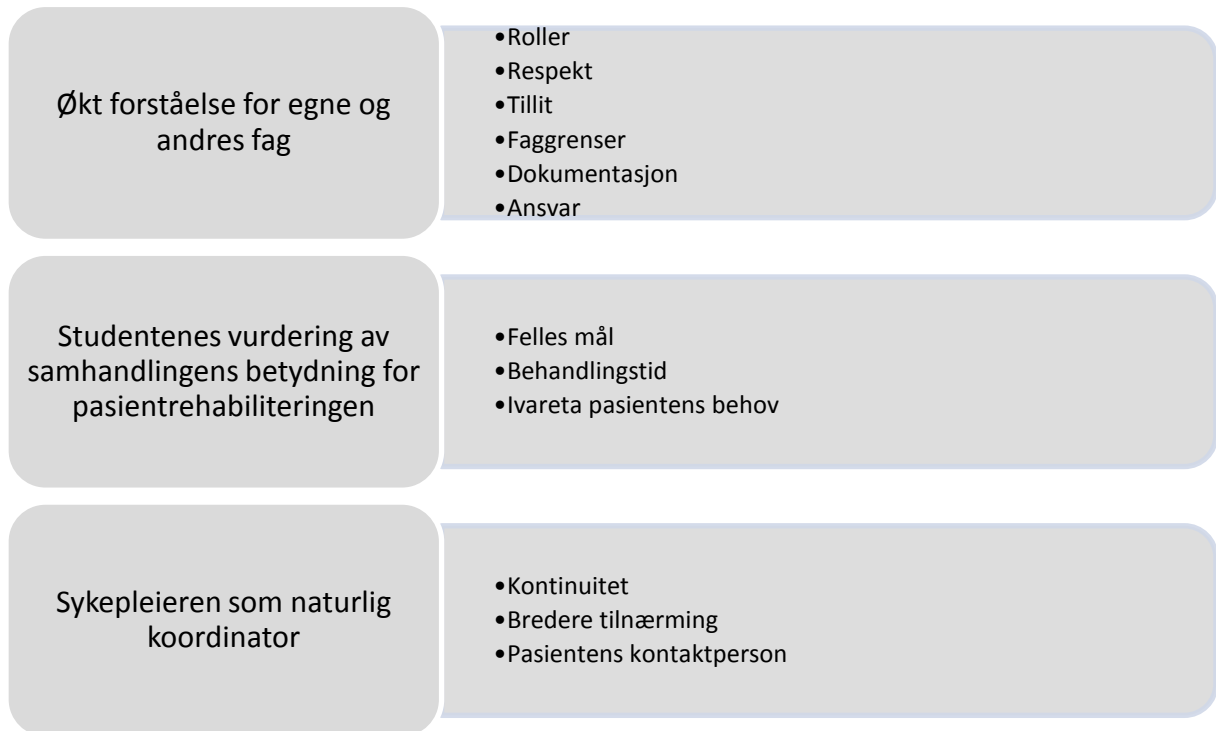 Økt forståelse for egne og
andres fag
•Roller
•Respekt
•Tillit
•Faggrenser
•Dokumentasjon
•Ansvar
Studentenes vurdering av
samhandlingens betydning for
pasientrehabiliteringen
•Felles mål
•Behandlingstid
•Ivareta pasientens behov
Sykepleieren som naturlig
koordinator
•Kontinuitet
•Bredere tilnærming
•Pasientens kontaktperson